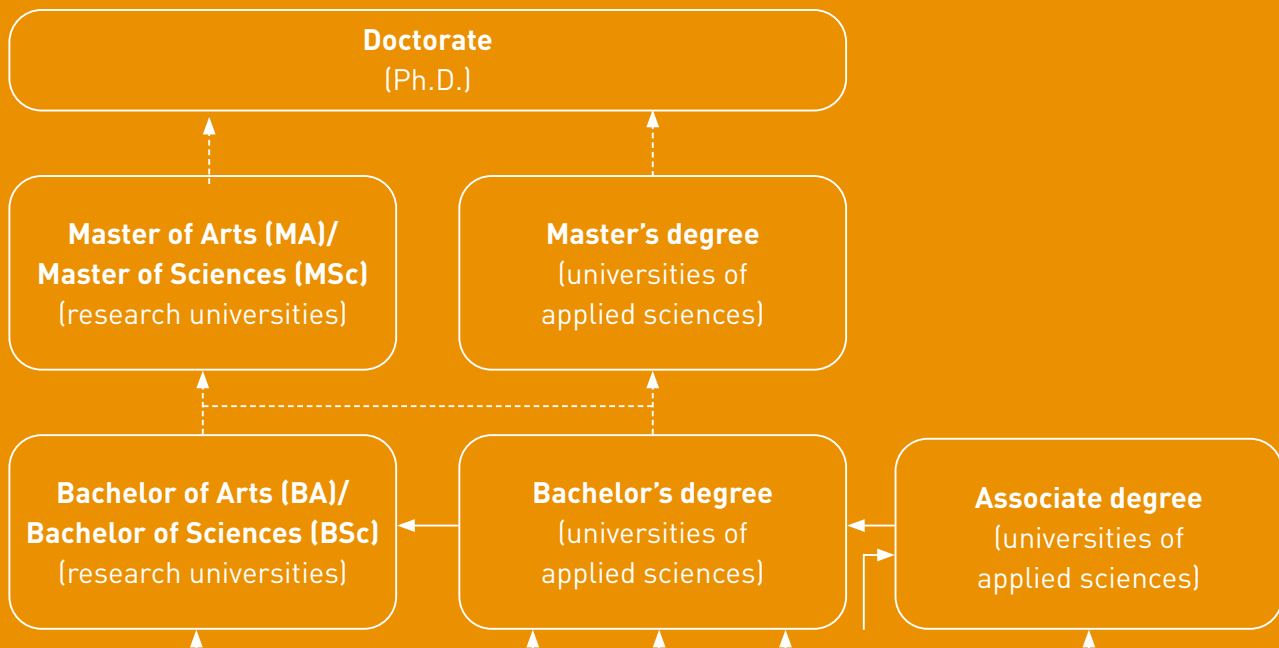 Doctorate
(Ph.D.)
Master of Arts (MA)/
Master of Sciences (MSc)
(research universities)
Master’s degree
(universities of
applied sciences)
Bachelor of Arts (BA)/
Bachelor of Sciences (BSc)
(research universities)
Bachelor’s degree
(universities of
applied sciences)
Associate degree
(universities of
applied sciences)